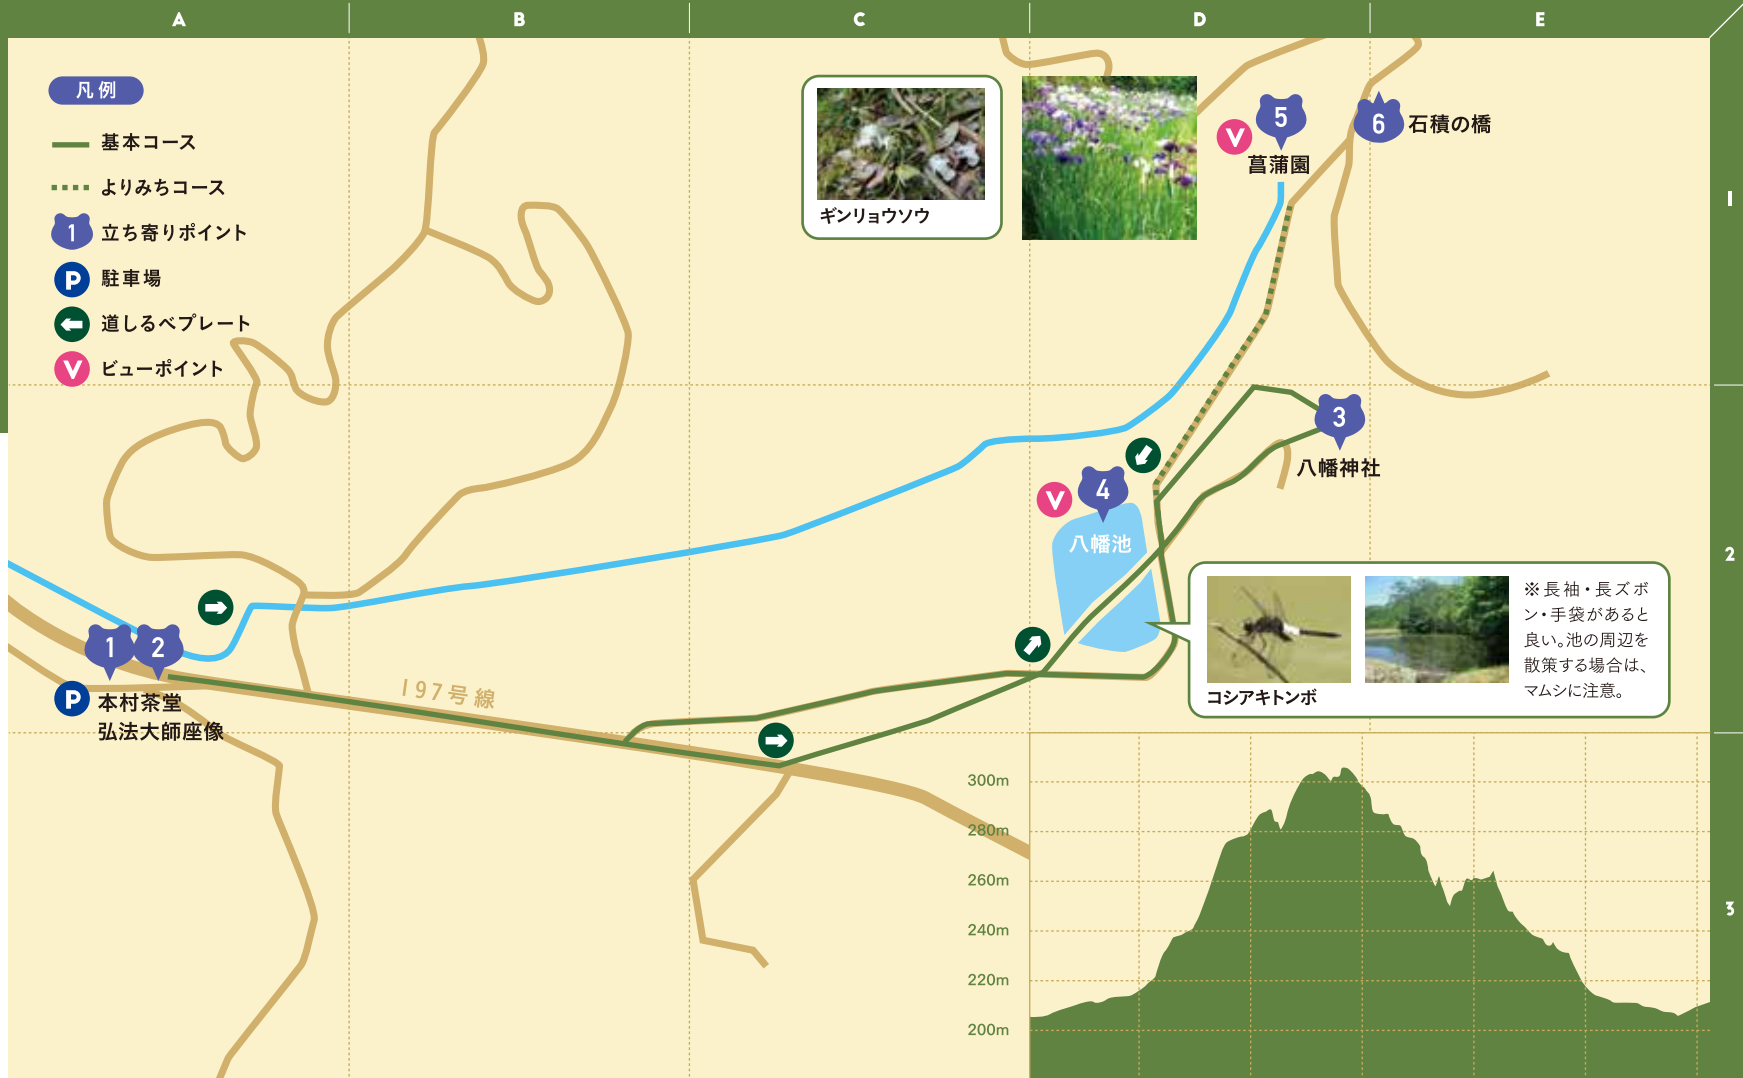 A
B
C
D
E
凡例
基本コース
よりみちコース
1
立ち寄りポイント
P
駐車場
道しるべプレート
V
ビューポイント
ギンリョウソウ
V
5
菖蒲園
6
石積の橋
1
3
八幡神社
V
4
八幡池
2
コシアキトンボ
※長袖・長ズボ
ン・手袋があると
良い。池の周辺を
散策する場合は、
マムシに注意。
1
2
P
本村茶堂
弘法大師座像
197号線
300m
280m
260m
240m
220m
200m
3